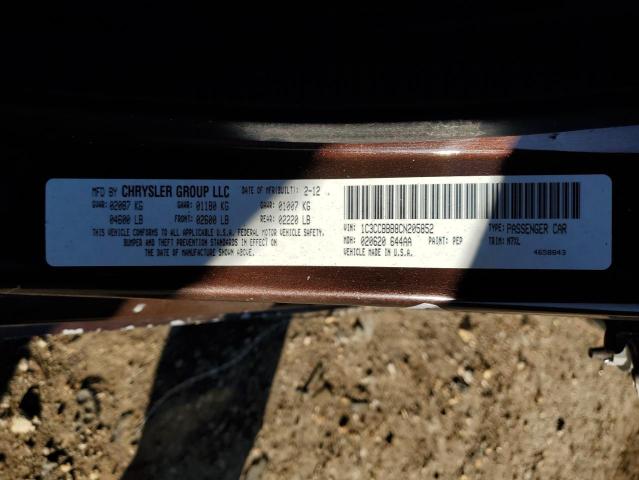 MFD BY CHRYSLER GROUP LLC DATE OF MFR(BUILT): 2-12
GVWR: 02087 KG GAWR: 01180 KG GAWR: 01007 KG
04600 LB FRONT: 02600 LB REAR: 02220 LB
THIS VEHICLE CONFORMS TO ALL APPLICABLE U.S.A. FEDERAL MOTOR VEHICLE SAFETY,
BUMPER AND THEFT PREVENTION STANDARDS IN EFFECT ON
THE DATE OF MANUFACTURE SHOWN ABOVE.
VIN: 1C3CCBBB8CN205852 TYPE: PASSENGER CAR
MDH: 020620 644AA PAINT: PEP TRIM: M7XL
VEHICLE MADE IN U.S.A. 4658643